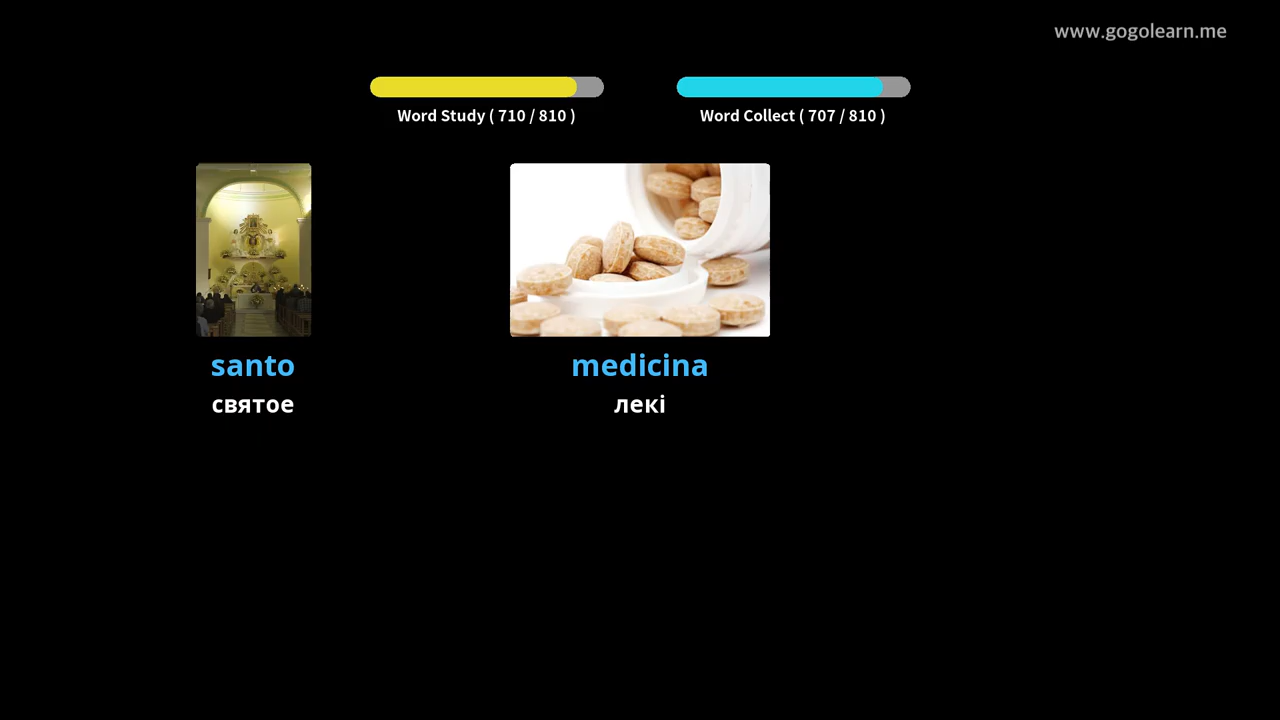 www.gogolearn.me
Word Study ( 710 / 810 )
Word Collect ( 707 / 810 )
santo
святое
medicina
лекі